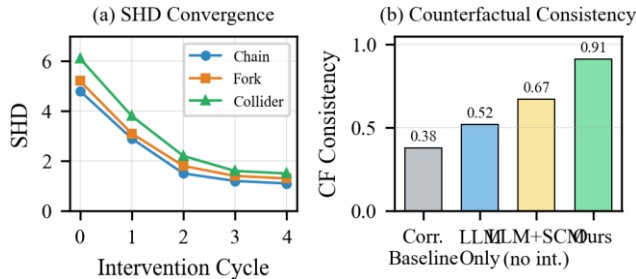 (a) SHD Convergence
SHD
6
4
2
0
Chain
Fork
Collider
0 1 2 3 4
Intervention Cycle
(b) Counterfactual Consistency
CF Consistency
1.0
0.5
0.0
0.38
0.52
0.67
0.91
Corr.
Baseline
LLM
Only
LLM+SCM
(no int.)
Ours